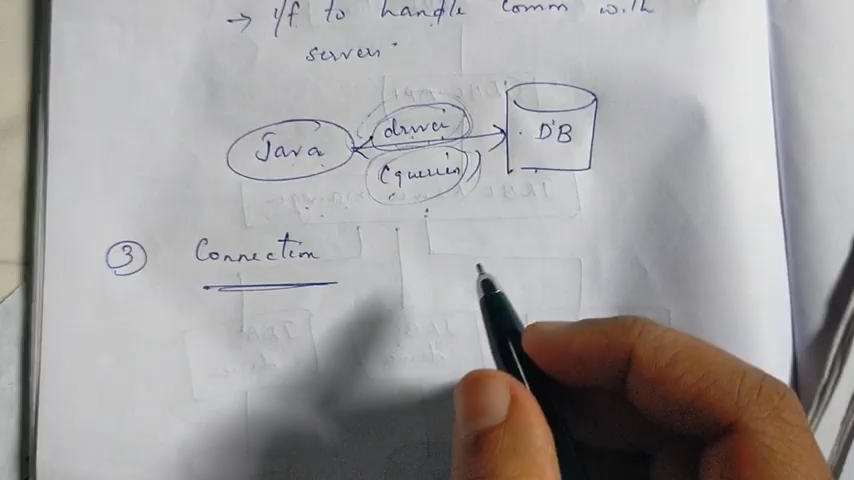 → i/f to handle comm with
server.
Java
driver
DB
(queries)
③ Connection